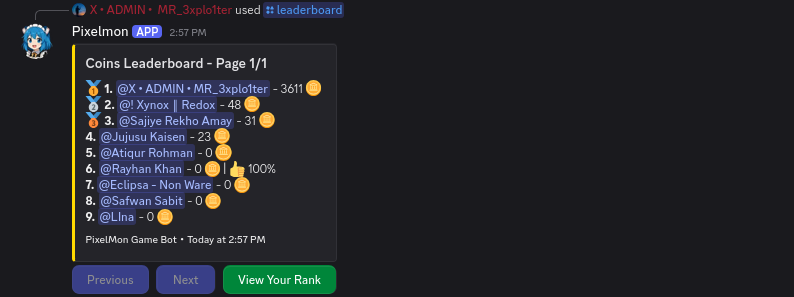 X • ADMIN • MR_3xplo1ter used leaderboard
Pixelmon APP 2:57 PM
Coins Leaderboard - Page 1/1
1. @X • ADMIN • MR_3xplo1ter - 3611
2. @! Xynox || Redox - 48
3. @Sajiye Rekho Amay - 31
4. @Jujusu Kaisen - 23
5. @Atiqur Rohman - 0
6. @Rayhan Khan - 0 | 👍 100%
7. @Eclipsa - Non Ware - 0
8. @Safwan Sabit - 0
9. @LIna - 0
PixelMon Game Bot • Today at 2:57 PM
Previous Next View Your Rank